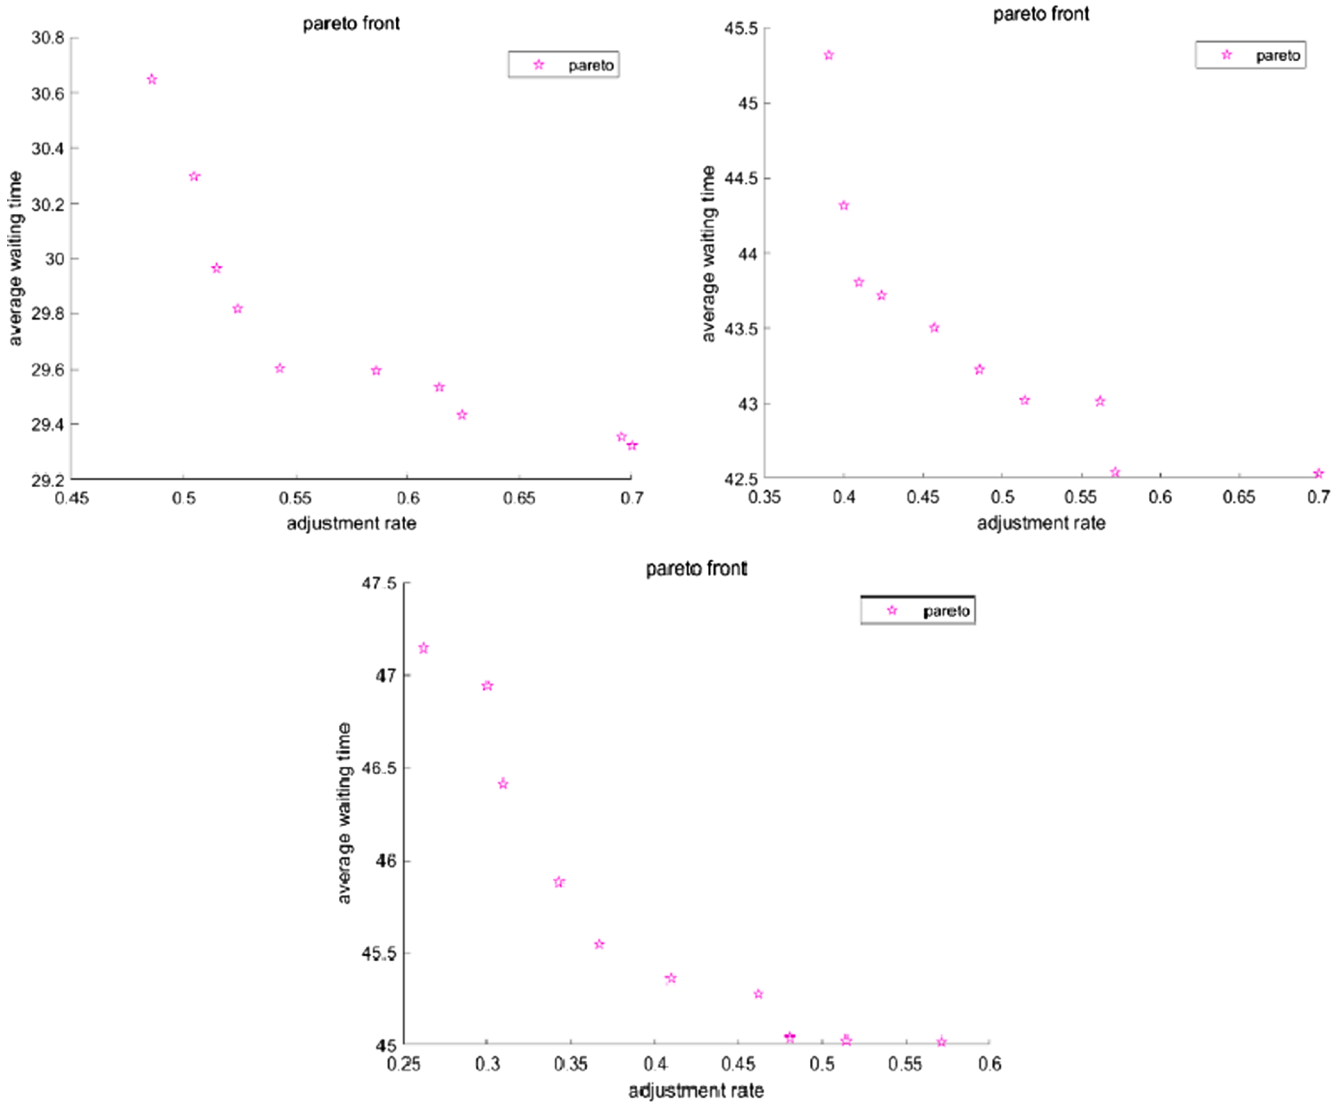 pareto front
pareto
30.8
30.6
30.4
30.2
30
29.8
29.6
29.4
29.2
average waiting time
0.45 0.5 0.55 0.6 0.65 0.7
adjustment rate
pareto front
pareto
45.5
45
44.5
44
43.5
43
42.5
average waiting time
0.35 0.4 0.45 0.5 0.55 0.6 0.65 0.7
adjustment rate
pareto front
pareto
47.5
47
46.5
46
45.5
45
average waiting time
0.25 0.3 0.35 0.4 0.45 0.5 0.55 0.6
adjustment rate